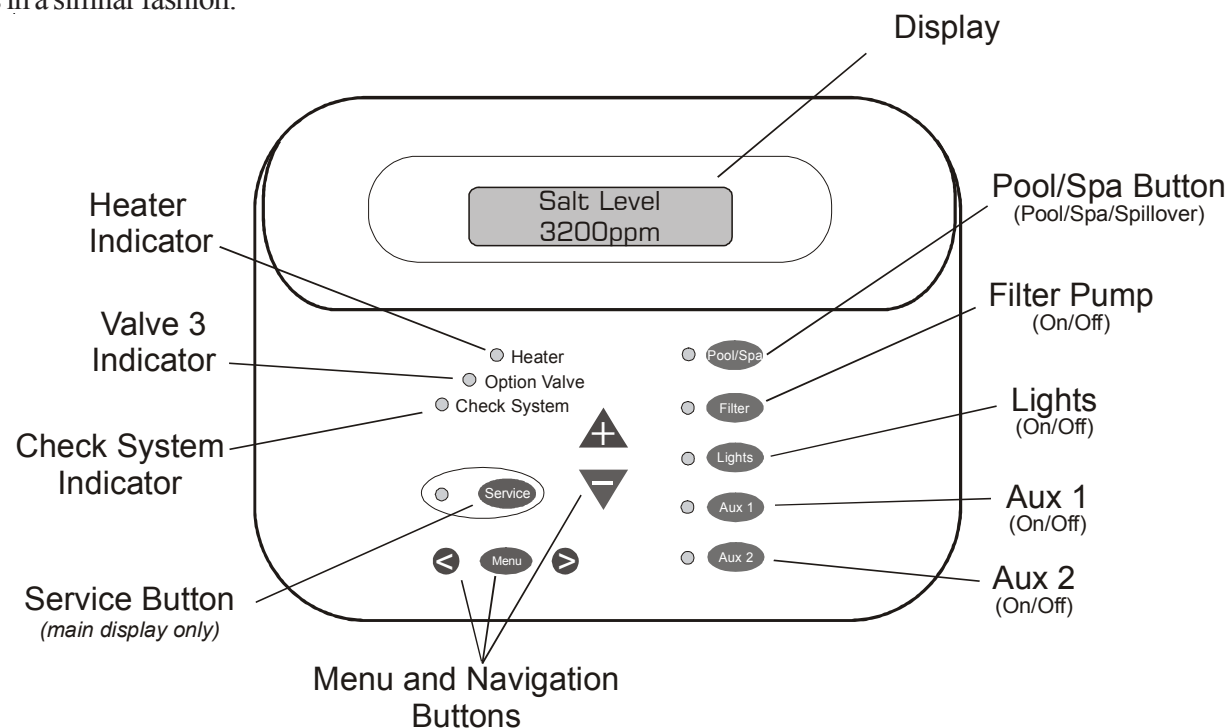 in a similar fashion.
Display
Salt Level
3200ppm
Heater
Indicator
Valve 3
Indicator
Check System
Indicator
Service Button
(main display only)
Heater
Option Valve
Check System
Service
<
Menu
>
+
−
Menu and Navigation
Buttons
Pool/Spa
Filter
Lights
Aux 1
Aux 2
Pool/Spa Button
(Pool/Spa/Spillover)
Filter Pump
(On/Off)
Lights
(On/Off)
Aux 1
(On/Off)
Aux 2
(On/Off)